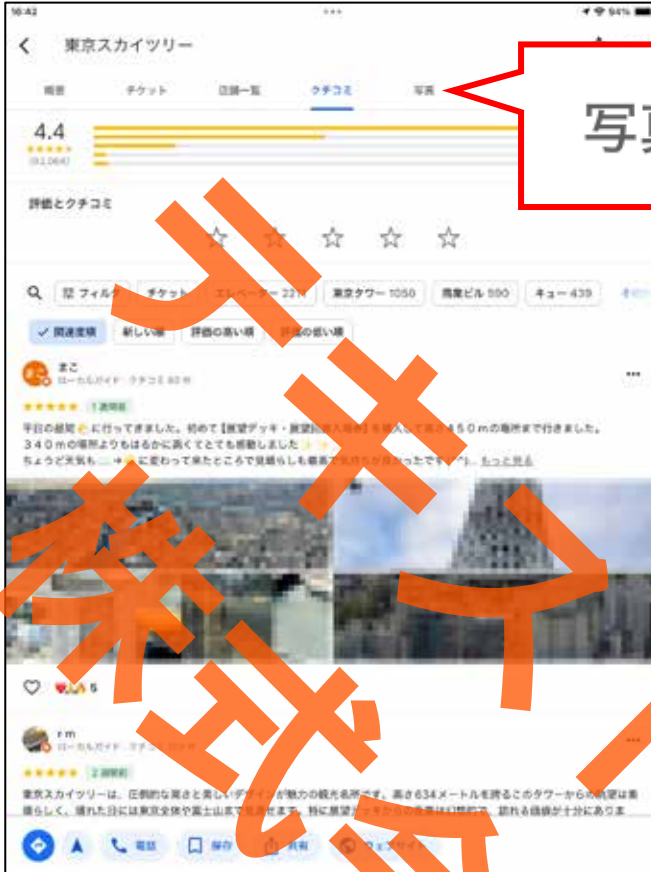 16:42
94%
東京スカイツリー
概要 チケット 店舗一覧 クチコミ 写真
写真
4.4
評価とクチコミ
フィルタ チケット エレベーター 東京タワー 1050 商業ビル 590 キュー 439
関連度順 新しい順 評価の高い順 評価の低い順
まこ
ローカルガイド・クチコミ
1 週間前
平日の昼間に行ってきました。初めて【展望デッキ・展望
450mの場所まで行きました。
340mの場所よりもはるかに高くてとても感動しました
ちょうど天気も
に変わって来たところで見晴らしも最高で気持ちが良かったです
もっと見る
5
r m
ローカルガイド・クチコミ
2 週間前
東京スカイツリーは、圧倒的な高さと美しいデザインが魅力の観光名所です。高さ634メートルを誇るこのタワーからの眺望は素
晴らしく、晴れた日には東京全体や富士山まで見渡せます。特に展望デッキからの夜景は幻想的で、訪れる価値が十分にありま
電話 保存 共有 ウェブサイト
テキスト
株式会